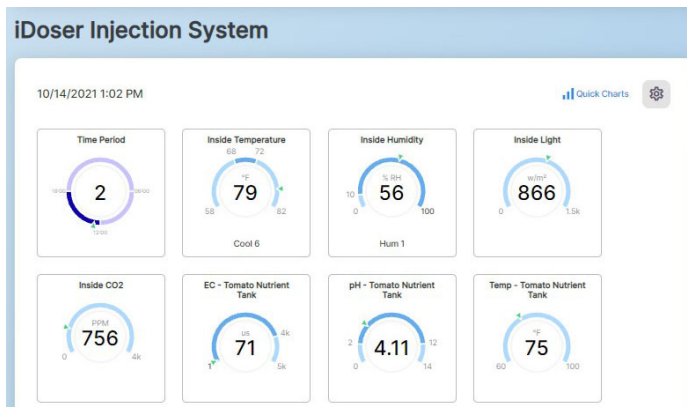 iDoser Injection System
10/14/2021 1:02 PM
Quick Charts
Time Period
2
12:00
Inside Temperature
68 72
°F
79
58 82
Cool 6
Inside Humidity
% RH
10
56
0 100
Hum 1
Inside Light
w/m²
866
0 1.5k
Inside CO2
PPM
756
0 4k
EC - Tomato Nutrient
Tank
us
4k
71
1 5k
pH - Tomato Nutrient
Tank
2 12
4.11
0 14
Temp - Tomato Nutrient
Tank
°F
75
60 100